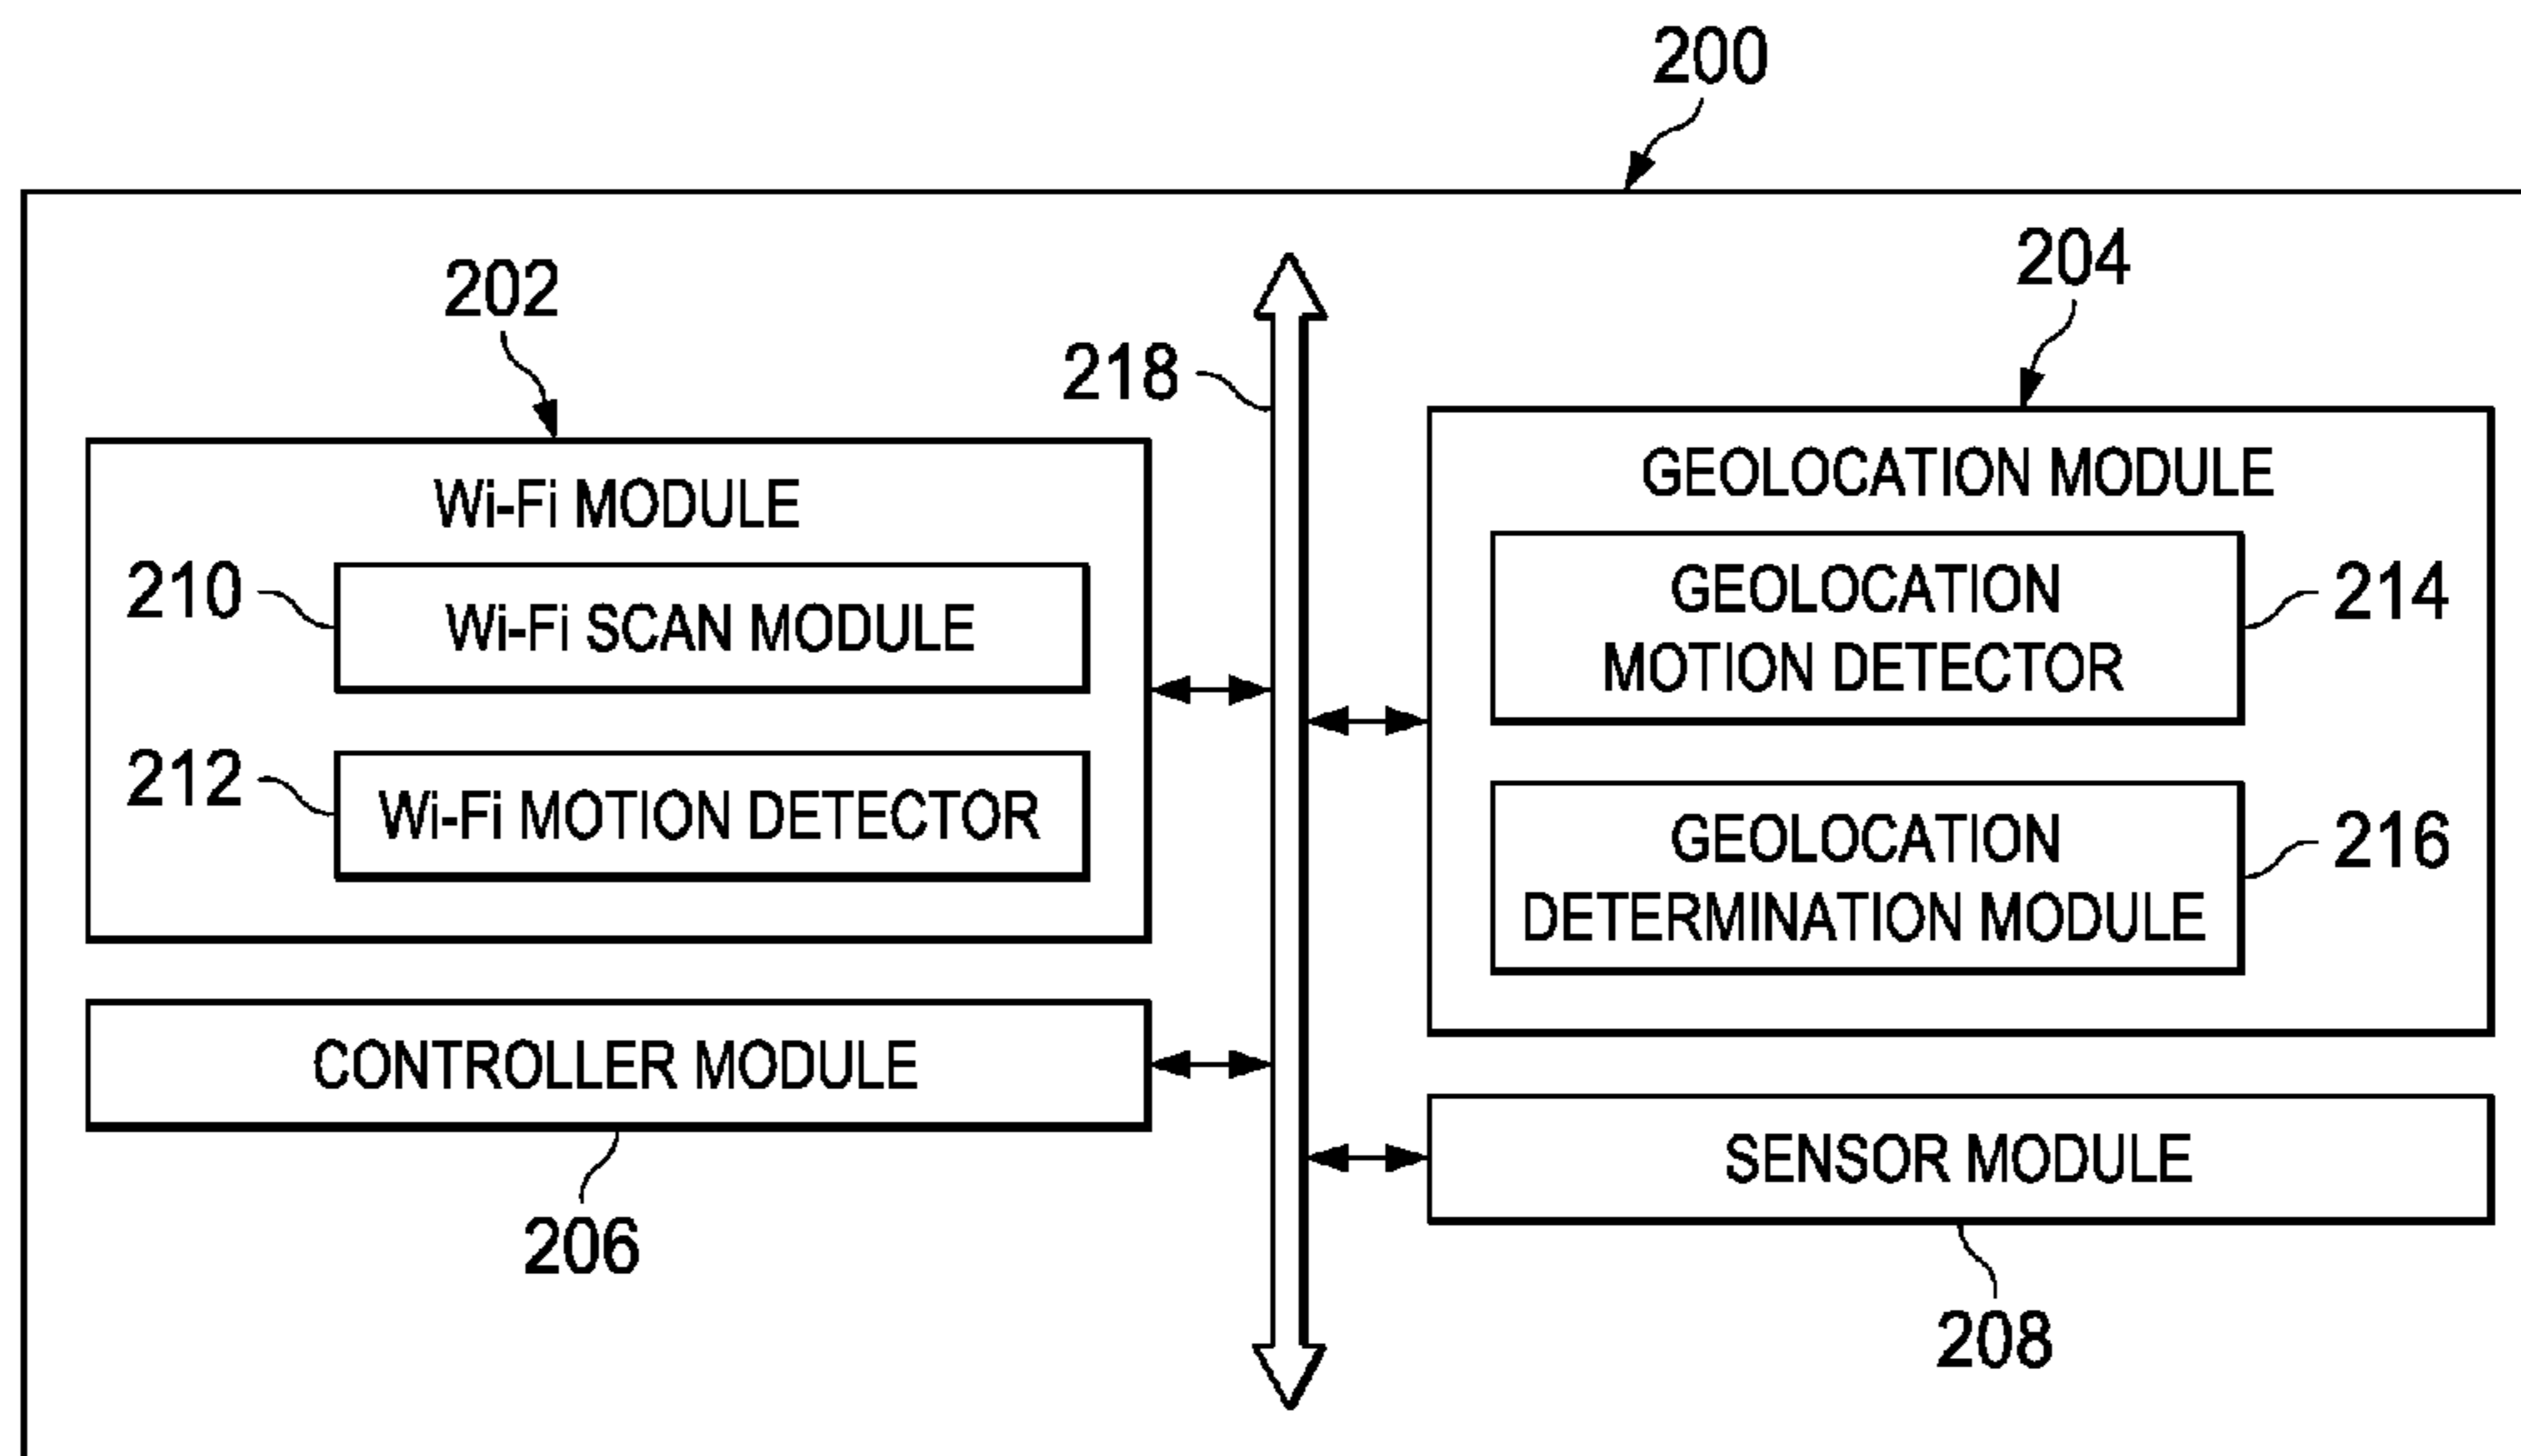 200
202
204
218
Wi-Fi MODULE
GEOLOCATION MODULE
210
Wi-Fi SCAN MODULE
GEOLOCATION
MOTION DETECTOR
214
212
Wi-Fi MOTION DETECTOR
GEOLOCATION
DETERMINATION MODULE
216
CONTROLLER MODULE
206
SENSOR MODULE
208